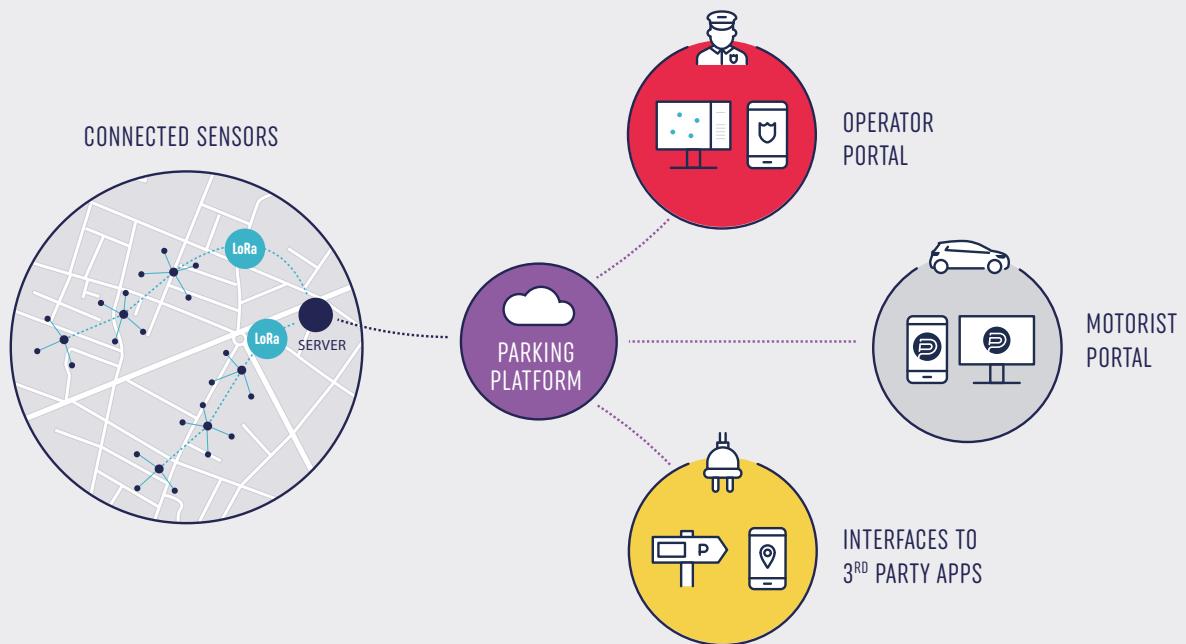 CONNECTED SENSORS
LoRa
LoRa
SERVER
PARKING
PLATFORM
OPERATOR
PORTAL
MOTORIST
PORTAL
P
INTERFACES TO
3RD PARTY APPS